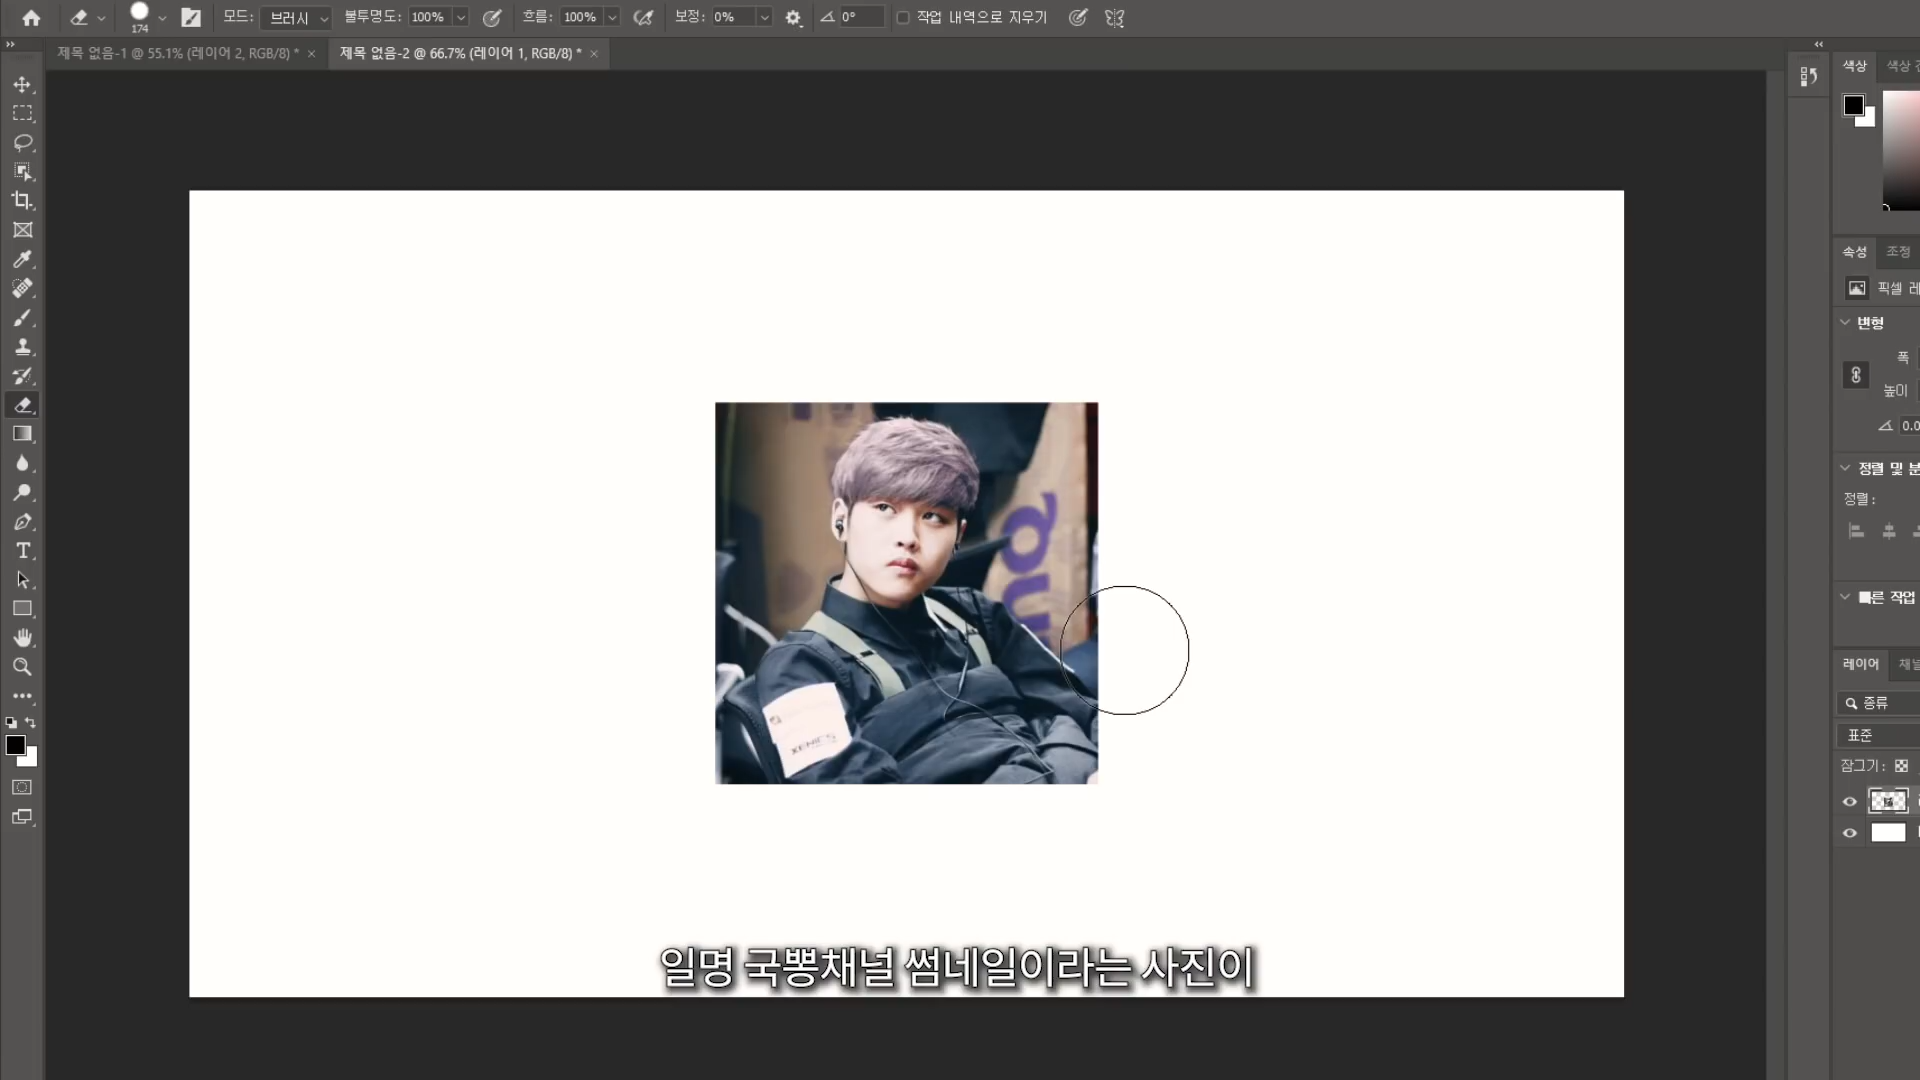 174
모드: 브러시 불투명도: 100% 흐름: 100% 보정: 0% 0° 작업 내역으로 지우기
제목 없음-1 @ 55.1% (레이어 2, RGB/8) * ×
제목 없음-2 @ 66.7% (레이어 1, RGB/8) * ×
색상
속성 조정
픽셀
변형
폭
높이
0.0
정렬 및
정렬:
빠른 작업
레이어
종류
표준
잠그기:
XENICS
일명 국뽕채널 썸네일이라는 사진이